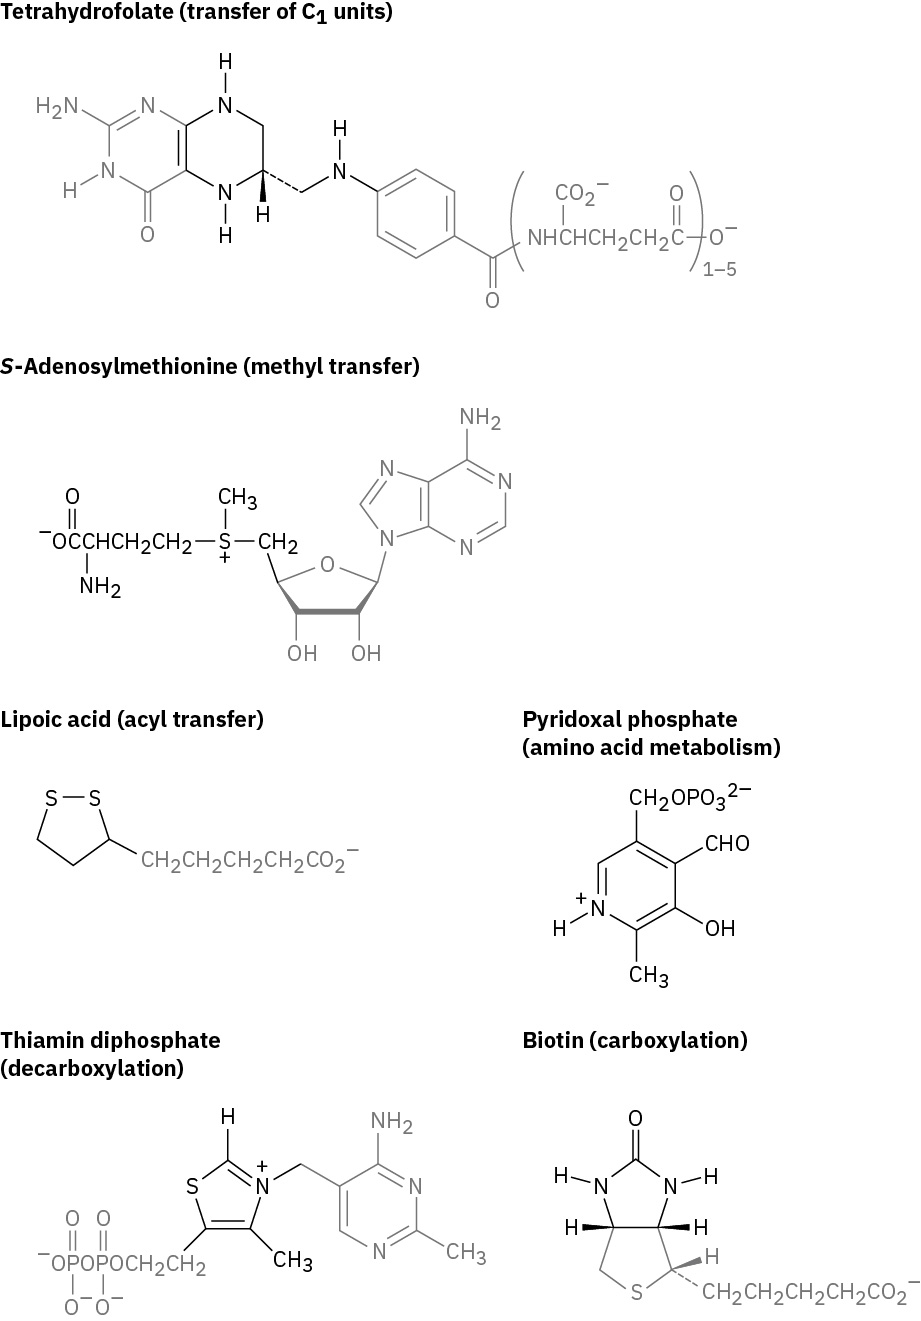 Tetrahydrofolate (transfer of C₁ units)
H
H₂N N N
H
N
N
H
N H
O H
CO₂⁻ O
NHCHCH₂CH₂C O⁻
1–5
O
S-Adenosylmethionine (methyl transfer)
NH₂
N N
O CH₃
⁻OCCHCH₂CH₂ S CH₂ N N
+
NH₂
O
OH OH
Lipoic acid (acyl transfer)
S S
CH₂CH₂CH₂CH₂CO₂⁻
Pyridoxal phosphate
(amino acid metabolism)
CH₂OPO₃²⁻
CHO
+
N
H OH
CH₃
Thiamin diphosphate
(decarboxylation)
H NH₂
+
S N N
O O
⁻OPOPOCH₂CH₂ CH₃ N CH₃
O⁻ O⁻
Biotin (carboxylation)
O
H N N H
H H
H
S CH₂CH₂CH₂CH₂CO₂⁻